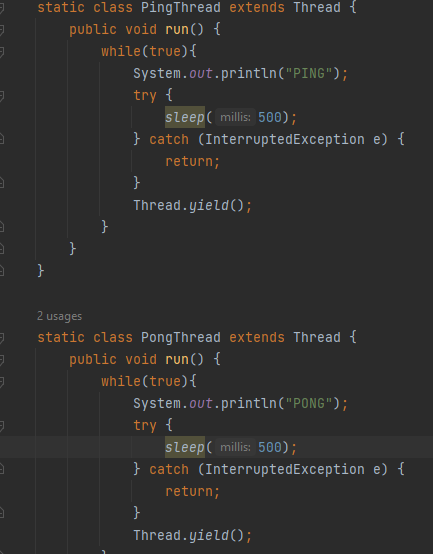 static class PingThread extends Thread {
public void run() {
while(true){
System.out.println("PING");
try {
sleep( millis: 500);
} catch (InterruptedException e) {
return;
}
Thread.yield();
}
}
}
2 usages
static class PongThread extends Thread {
public void run() {
while(true){
System.out.println("PONG");
try {
sleep( millis: 500);
} catch (InterruptedException e) {
return;
}
Thread.yield();
}